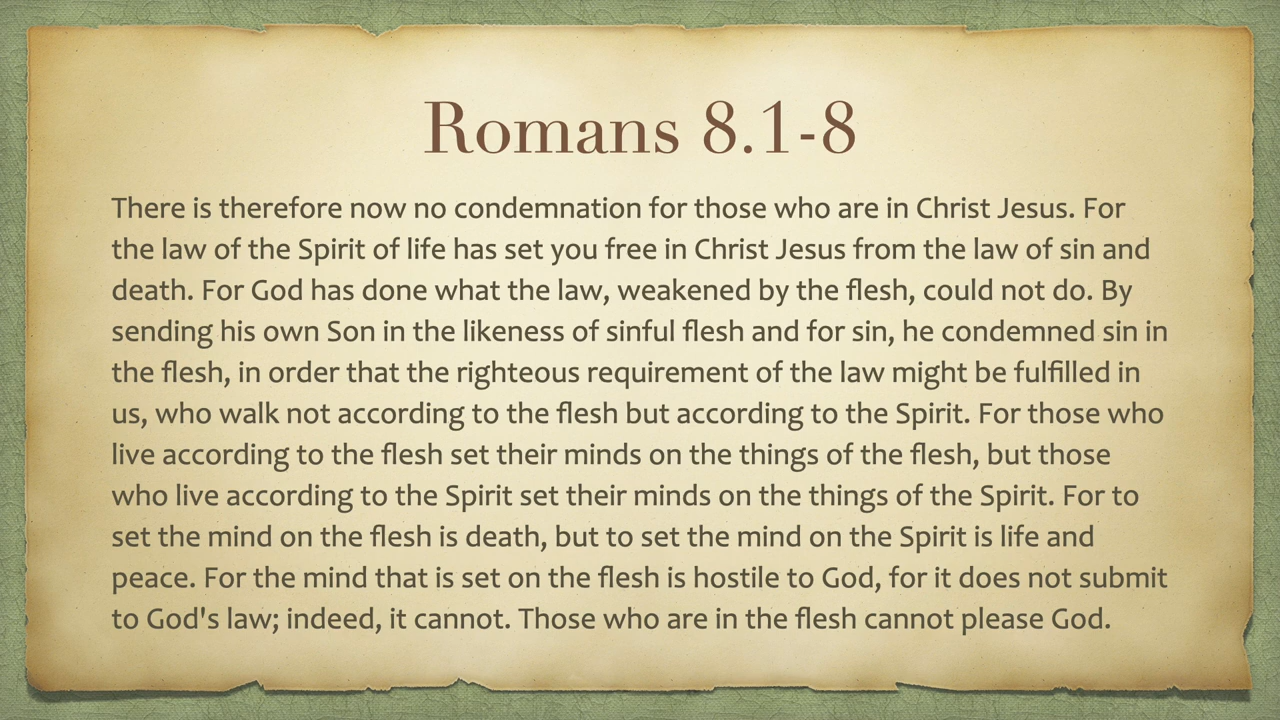 Romans 8.1-8
There is therefore now no condemnation for those who are in Christ Jesus. For
the law of the Spirit of life has set you free in Christ Jesus from the law of sin and
death. For God has done what the law, weakened by the flesh, could not do. By
sending his own Son in the likeness of sinful flesh and for sin, he condemned sin in
the flesh, in order that the righteous requirement of the law might be fulfilled in
us, who walk not according to the flesh but according to the Spirit. For those who
live according to the flesh set their minds on the things of the flesh, but those
who live according to the Spirit set their minds on the things of the Spirit. For to
set the mind on the flesh is death, but to set the mind on the Spirit is life and
peace. For the mind that is set on the flesh is hostile to God, for it does not submit
to God's law; indeed, it cannot. Those who are in the flesh cannot please God.